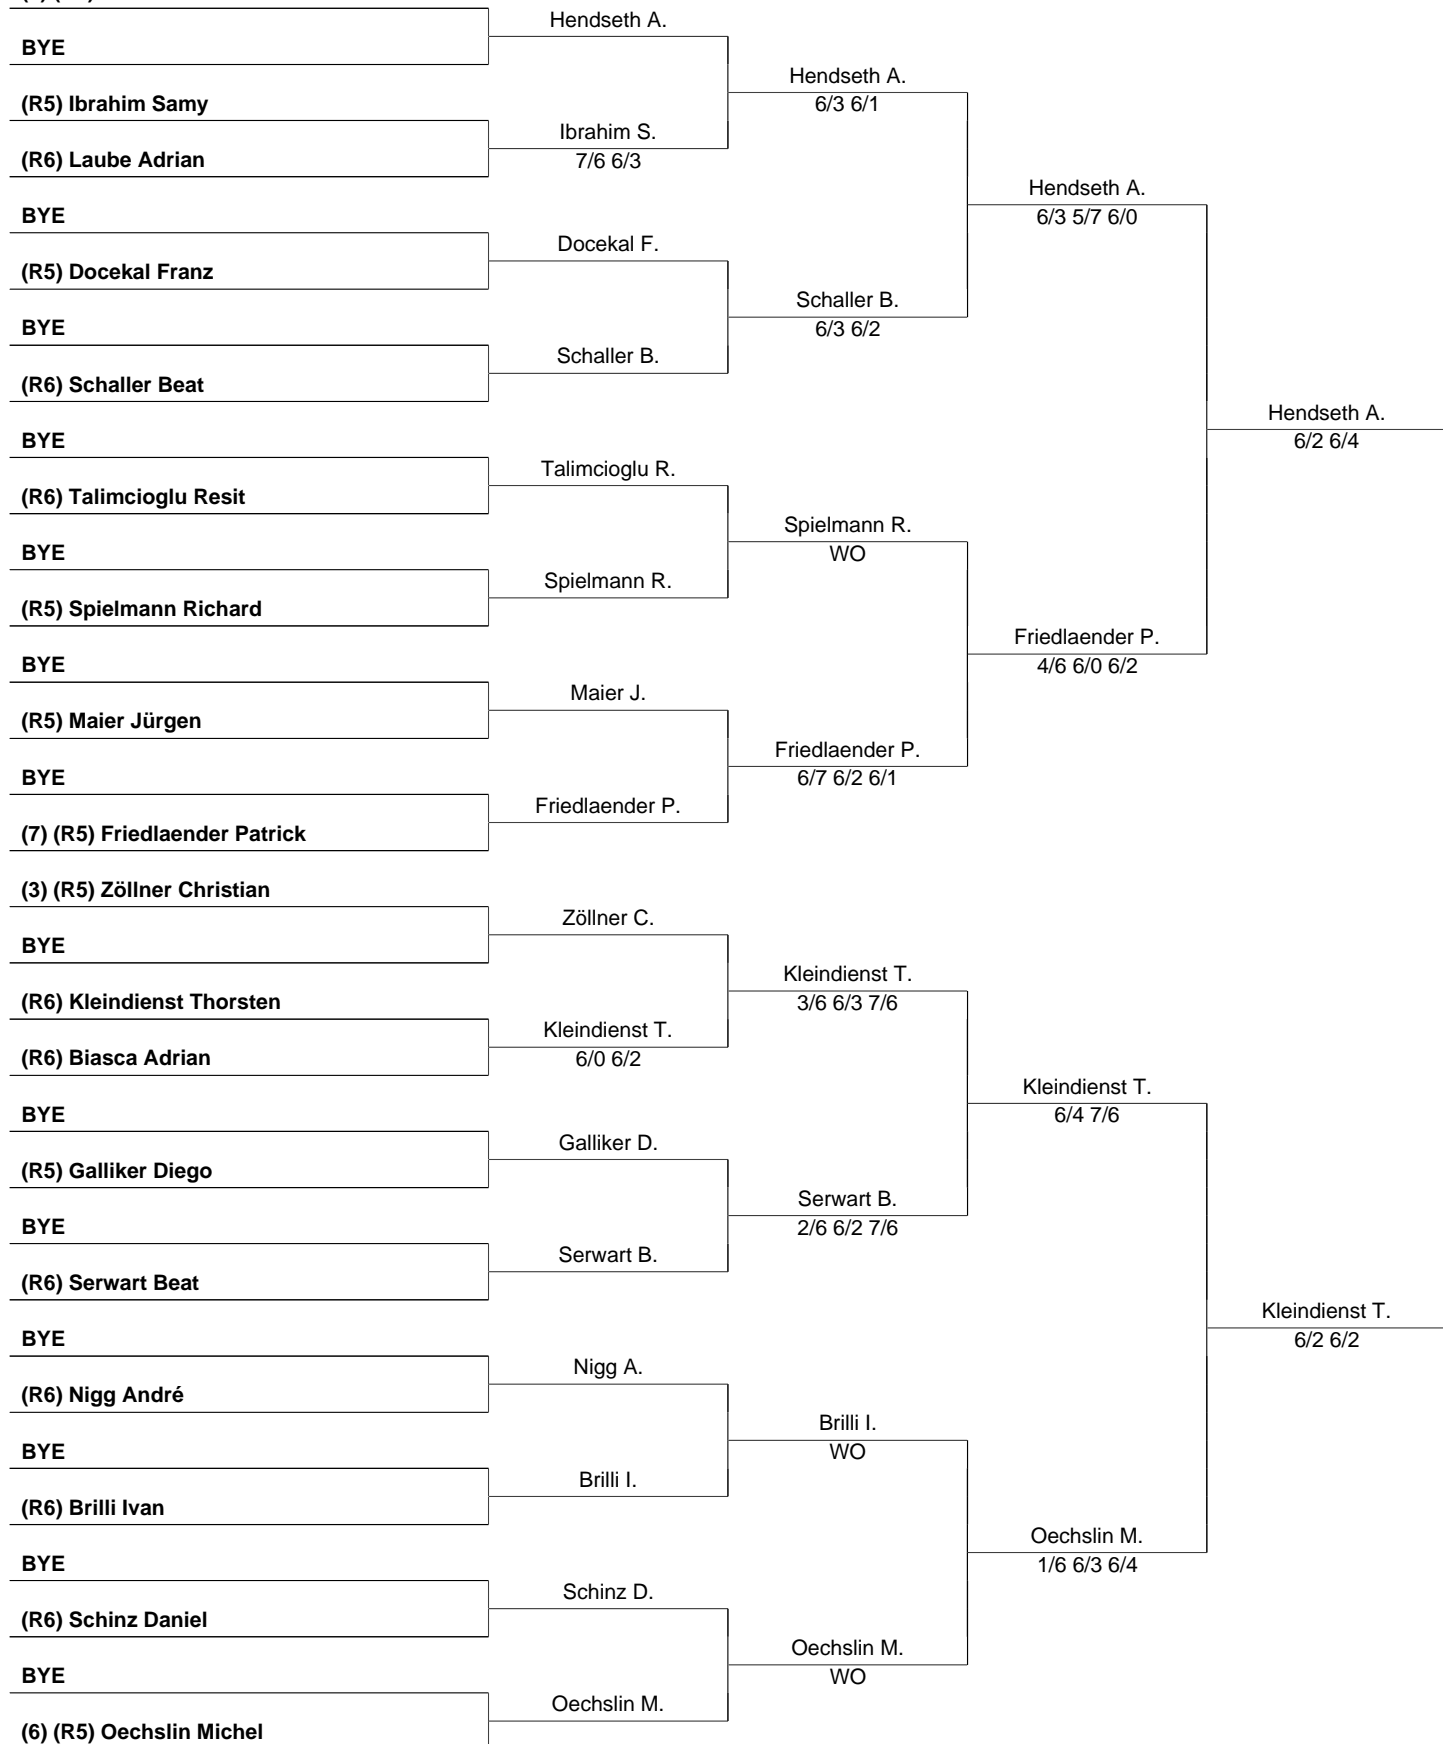 BYE
(R5) Ibrahim Samy
(R6) Laube Adrian
BYE
(R5) Docekal Franz
BYE
(R6) Schaller Beat
BYE
(R6) Talimcioglu Resit
BYE
(R5) Spielmann Richard
BYE
(R5) Maier Jürgen
BYE
(7) (R5) Friedlaender Patrick
(3) (R5) Zöllner Christian
BYE
(R6) Kleindienst Thorsten
(R6) Biasca Adrian
BYE
(R5) Galliker Diego
BYE
(R6) Serwart Beat
BYE
(R6) Nigg André
BYE
(R6) Brilli Ivan
BYE
(R6) Schinz Daniel
BYE
(6) (R5) Oechslin Michel
Hendseth A.
Ibrahim S.
7/6 6/3
Docekal F.
Schaller B.
Talimcioglu R.
Spielmann R.
Maier J.
Friedlaender P.
Zöllner C.
Kleindienst T.
6/0 6/2
Galliker D.
Serwart B.
Nigg A.
Brilli I.
Schinz D.
Oechslin M.
Hendseth A.
6/3 6/1
Schaller B.
6/3 6/2
Spielmann R.
WO
Friedlaender P.
6/7 6/2 6/1
Kleindienst T.
3/6 6/3 7/6
Serwart B.
2/6 6/2 7/6
Brilli I.
WO
Oechslin M.
WO
Hendseth A.
6/3 5/7 6/0
Friedlaender P.
4/6 6/0 6/2
Kleindienst T.
6/4 7/6
Oechslin M.
1/6 6/3 6/4
Hendseth A.
6/2 6/4
Kleindienst T.
6/2 6/2